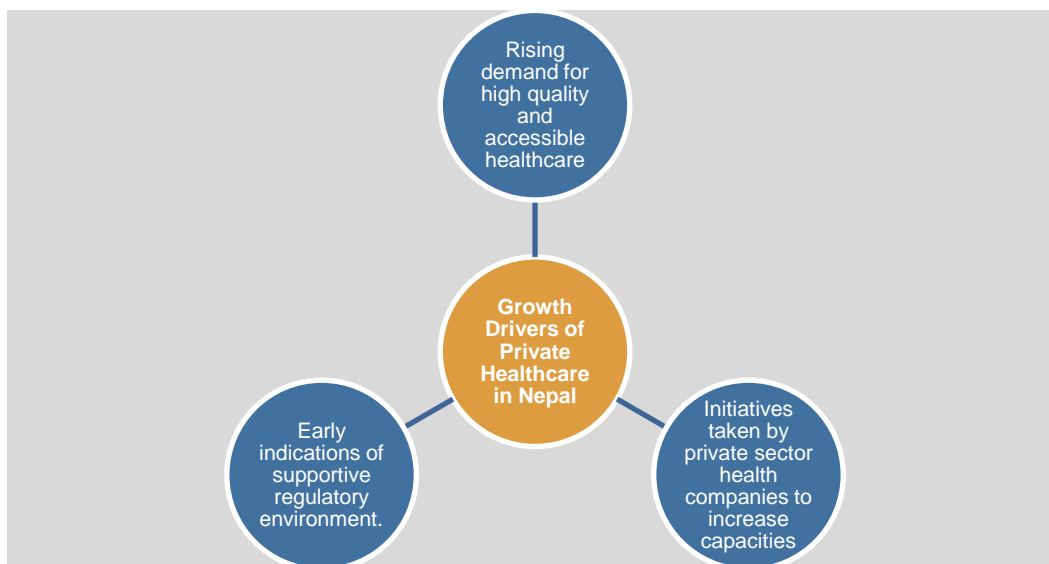 Rising
demand for
high quality
and
accessible
healthcare
Growth
Drivers of
Private
Healthcare
in Nepal
Early
indications of
supportive
regulatory
environment.
Initiatives
taken by
private sector
health
companies to
increase
capacities